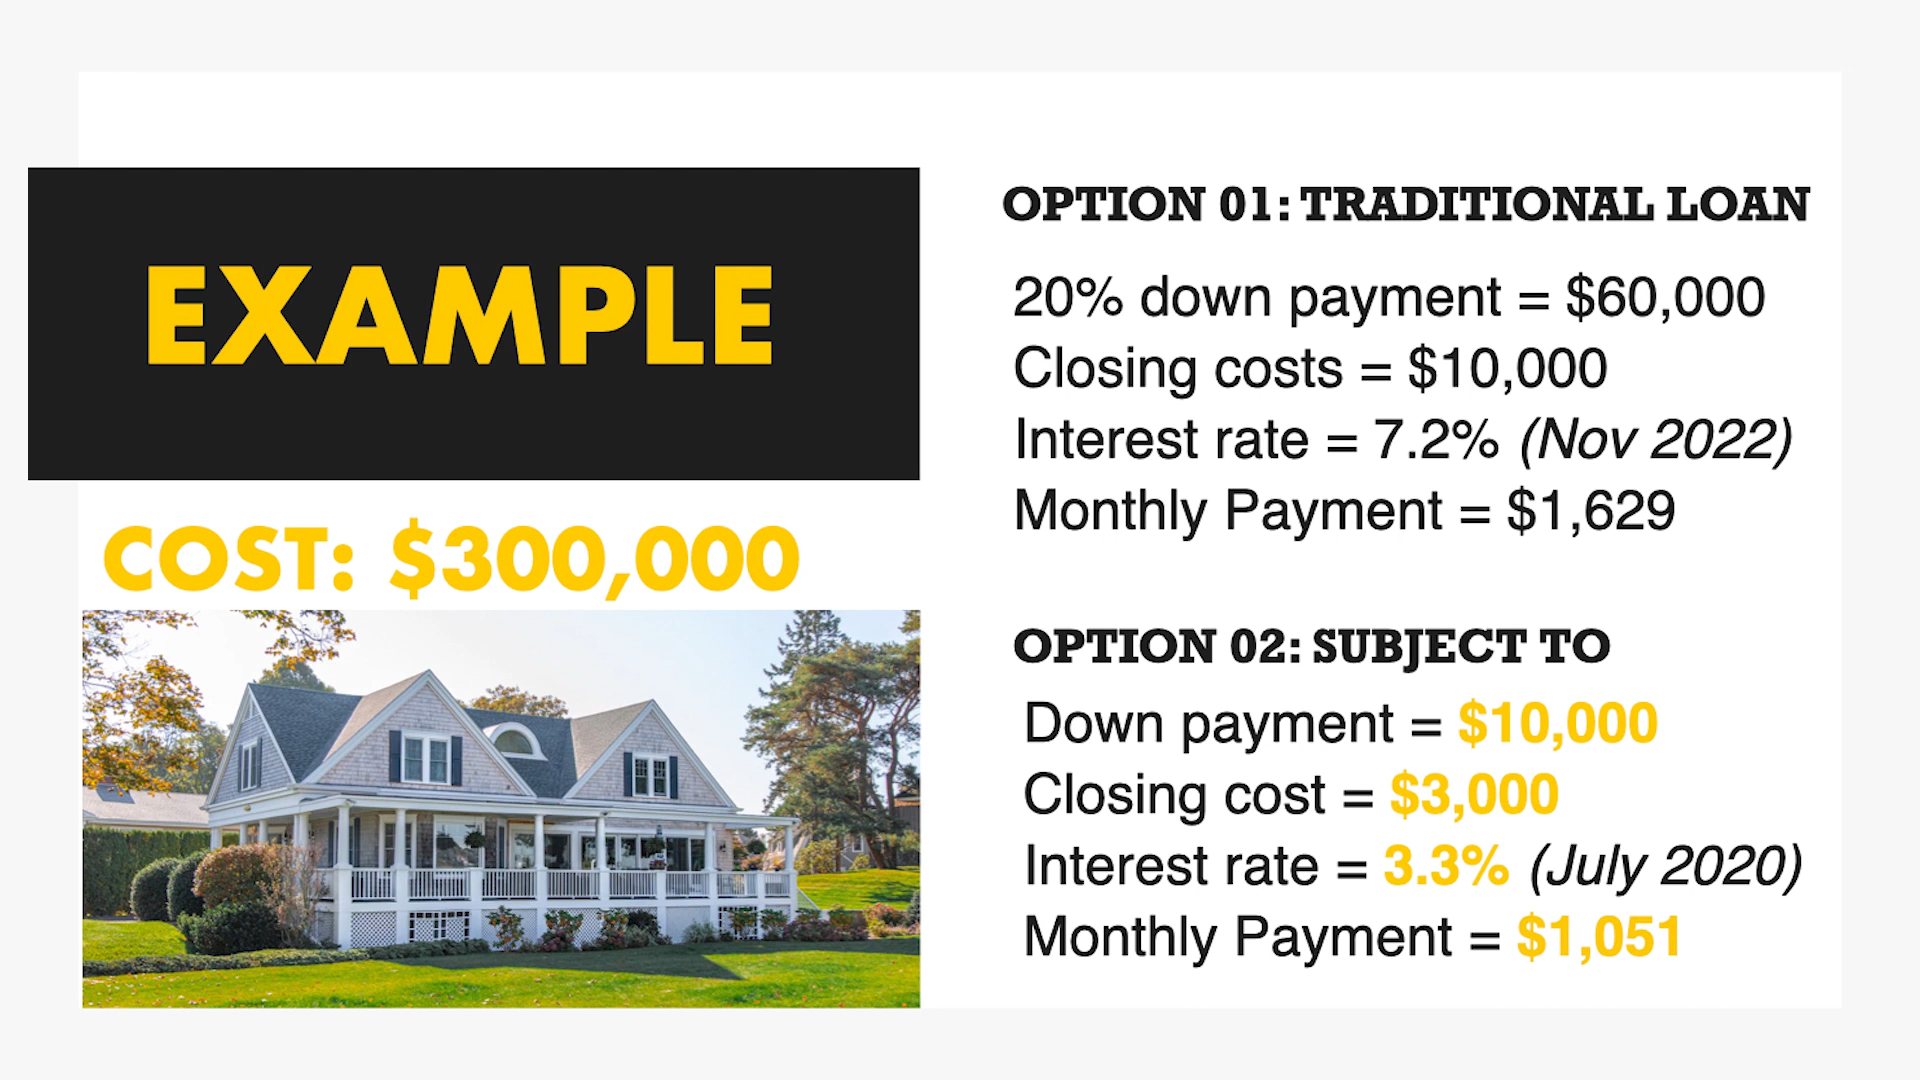 EXAMPLE
COST: $300,000
OPTION 01: TRADITIONAL LOAN
20% down payment = $60,000
Closing costs = $10,000
Interest rate = 7.2% (Nov 2022)
Monthly Payment = $1,629
OPTION 02: SUBJECT TO
Down payment = $10,000
Closing cost = $3,000
Interest rate = 3.3% (July 2020)
Monthly Payment = $1,051